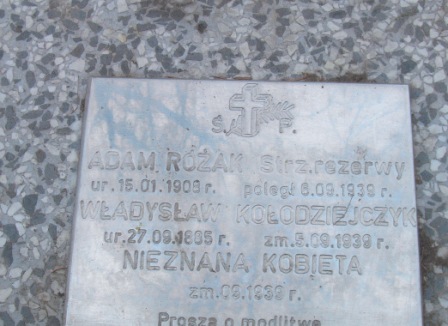 Ś. P.
ADAM RÓŻAK Strz.rezerwy
ur. 15.01.1906 r. poległ 6.09.1939 r.
WŁADYSŁAW KOŁODZIEJCZYK
ur.27.09.1885 r. zm.5.09.1939 r.
NIEZNANA KOBIETA
zm.09.1939 r.
Proszą o modlitwę